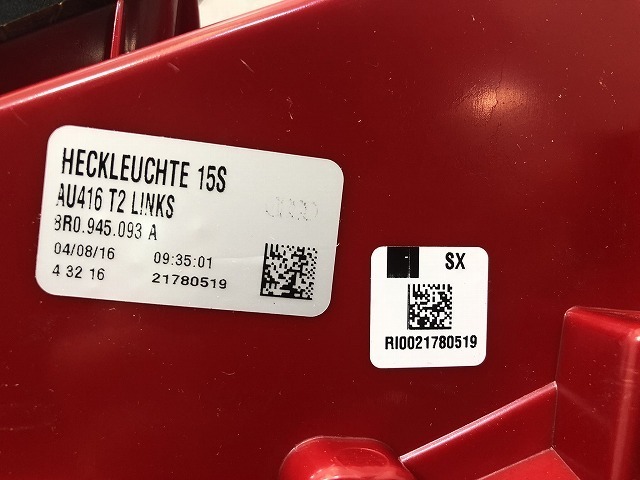 HECKLEUCHTE 15S
AU416 T2 LINKS
8R0.945.093 A
04/08/16 09:35:01
4 32 16 21780519
SX
RI0021780519